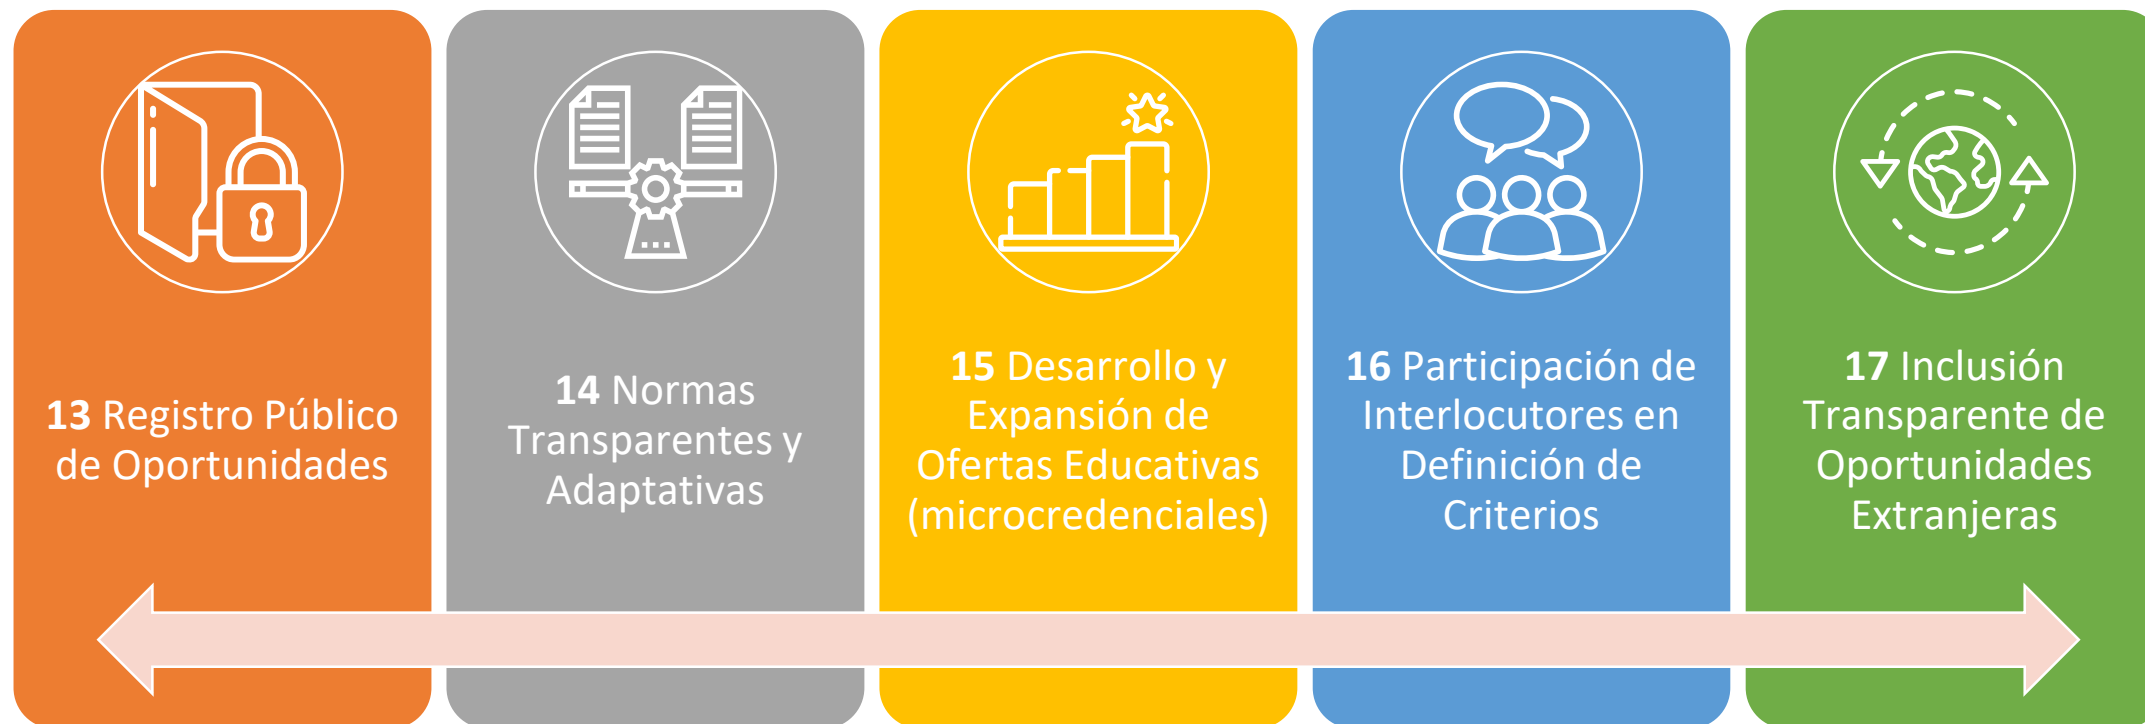 13 Registro Público
de Oportunidades
14 Normas
Transparentes y
Adaptativas
15 Desarrollo y
Expansión de
Ofertas Educativas
(microcredenciales)
16 Participación de
Interlocutores en
Definición de
Criterios
17 Inclusión
Transparente de
Oportunidades
Extranjeras